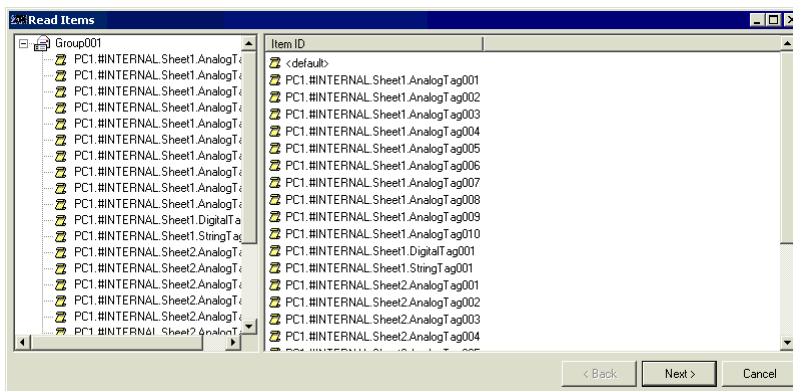 Read Items
Group001
PC1.#INTERNAL.Sheet1.AnalogTa
PC1.#INTERNAL.Sheet1.AnalogTa
PC1.#INTERNAL.Sheet1.AnalogTa
PC1.#INTERNAL.Sheet1.AnalogTa
PC1.#INTERNAL.Sheet1.AnalogTa
PC1.#INTERNAL.Sheet1.AnalogTa
PC1.#INTERNAL.Sheet1.AnalogTa
PC1.#INTERNAL.Sheet1.AnalogTa
PC1.#INTERNAL.Sheet1.AnalogTa
PC1.#INTERNAL.Sheet1.DigitalTa
PC1.#INTERNAL.Sheet1.StringTag
PC1.#INTERNAL.Sheet2.AnalogTa
PC1.#INTERNAL.Sheet2.AnalogTa
PC1.#INTERNAL.Sheet2.AnalogTa
PC1.#INTERNAL.Sheet2.AnalogTa
PC1.#INTERNAL.Sheet2.AnalogTa
Item ID
<default>
PC1.#INTERNAL.Sheet1.AnalogTag001
PC1.#INTERNAL.Sheet1.AnalogTag002
PC1.#INTERNAL.Sheet1.AnalogTag003
PC1.#INTERNAL.Sheet1.AnalogTag004
PC1.#INTERNAL.Sheet1.AnalogTag005
PC1.#INTERNAL.Sheet1.AnalogTag006
PC1.#INTERNAL.Sheet1.AnalogTag007
PC1.#INTERNAL.Sheet1.AnalogTag008
PC1.#INTERNAL.Sheet1.AnalogTag009
PC1.#INTERNAL.Sheet1.AnalogTag010
PC1.#INTERNAL.Sheet1.DigitalTag001
PC1.#INTERNAL.Sheet1.StringTag001
PC1.#INTERNAL.Sheet2.AnalogTag001
PC1.#INTERNAL.Sheet2.AnalogTag002
PC1.#INTERNAL.Sheet2.AnalogTag003
PC1.#INTERNAL.Sheet2.AnalogTag004
< Back
Next >
Cancel